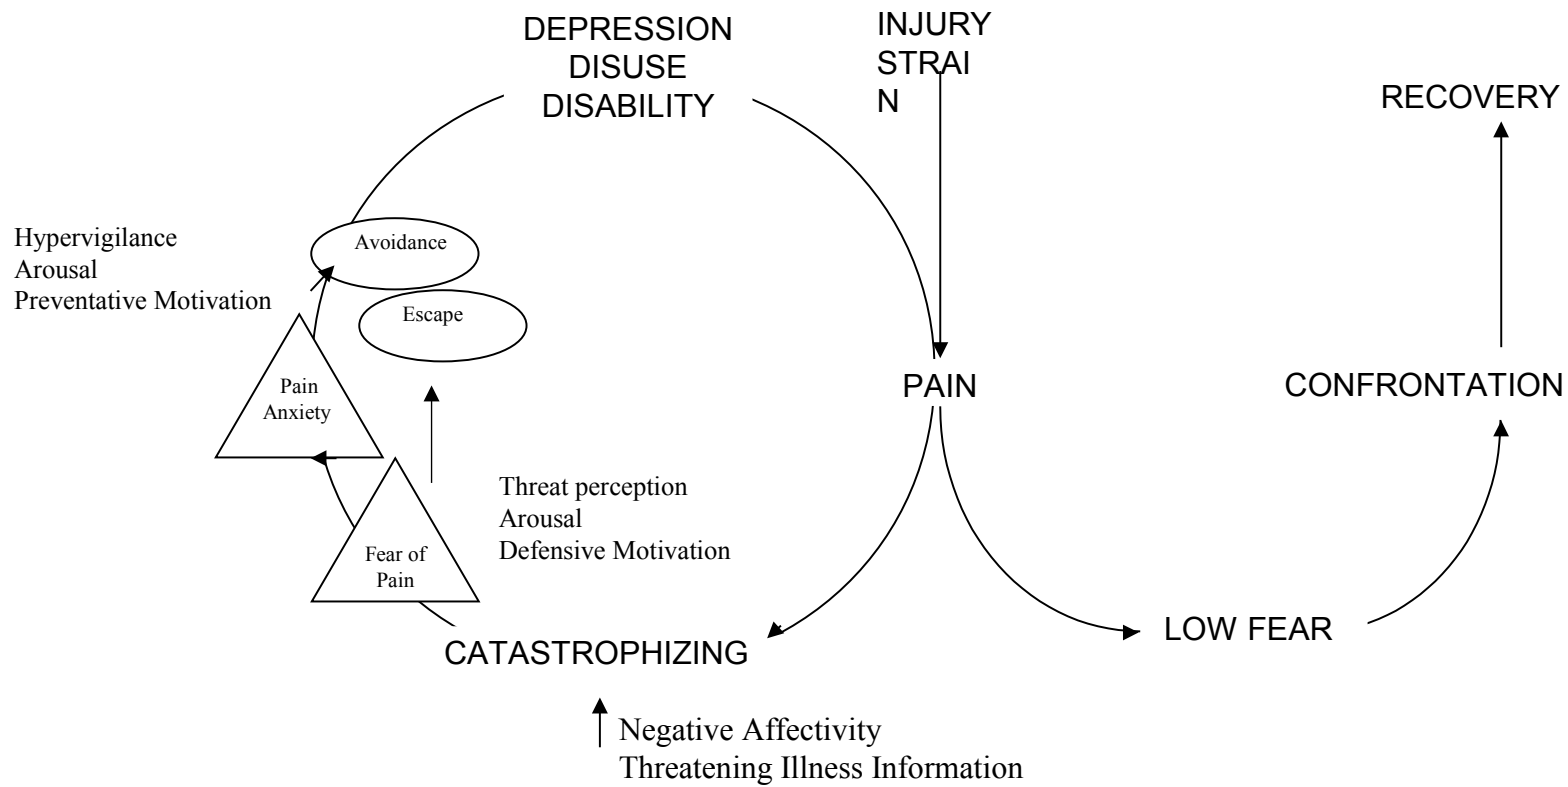 DEPRESSION
DISUSE
DISABILITY
INJURY
STRAI
N
RECOVERY
Hypervigilance
Arousal
Preventative Motivation
Avoidance
Escape
Pain
Anxiety
PAIN
CONFRONTATION
Threat perception
Arousal
Defensive Motivation
Fear of
Pain
LOW FEAR
CATASTROPHIZING
Negative Affectivity
Threatening Illness Information